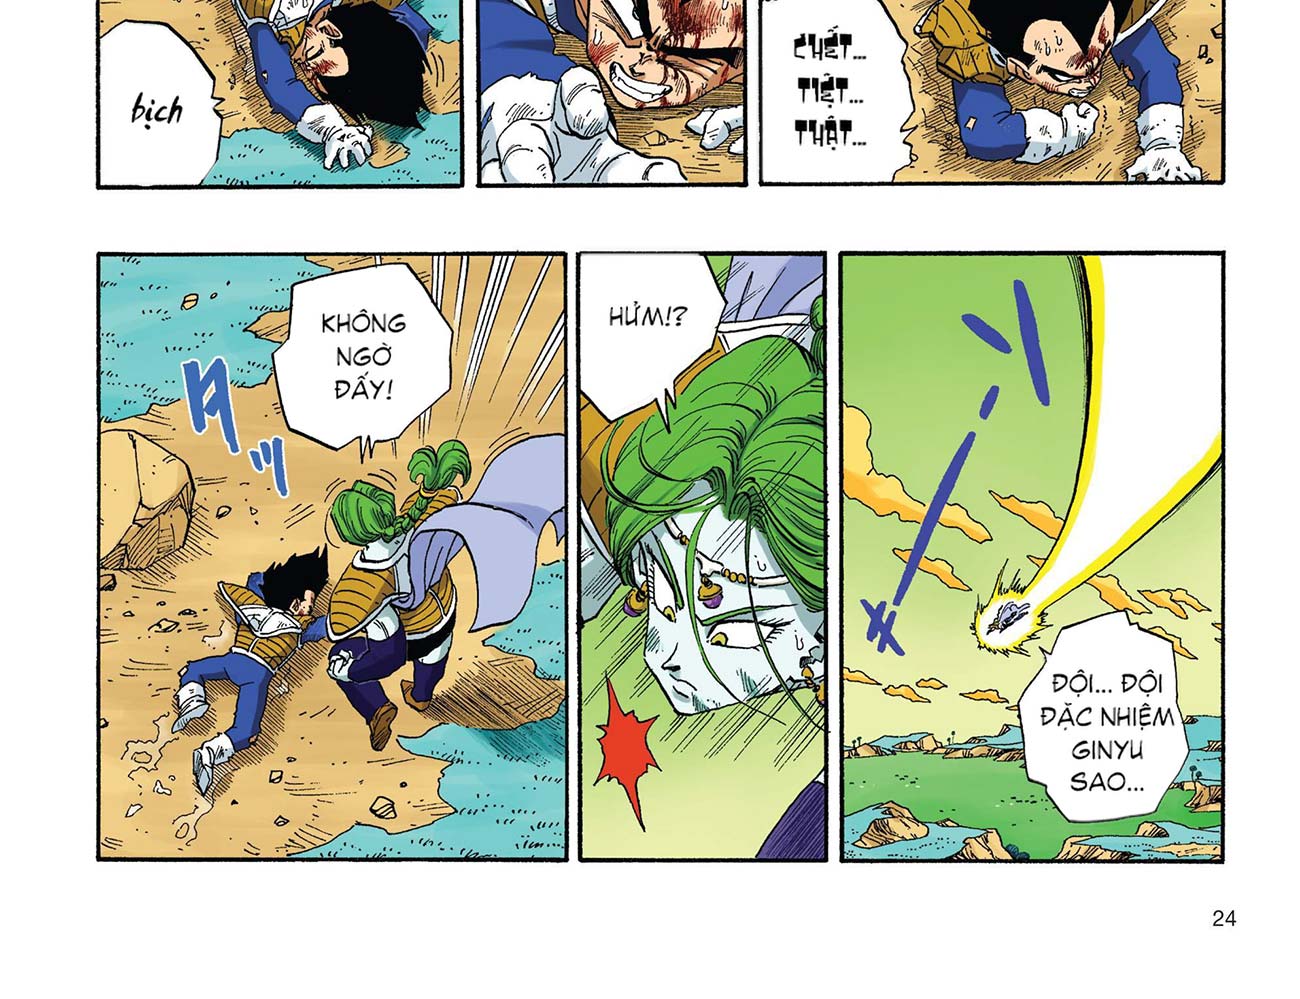 CHẾT...
TIỆT...
THẬT...
bịch
ĐỘI... ĐỘI
ĐẶC NHIỆM
GINYU
SAO...
HỬM!?
KHÔNG
NGỜ
ĐẤY!
24